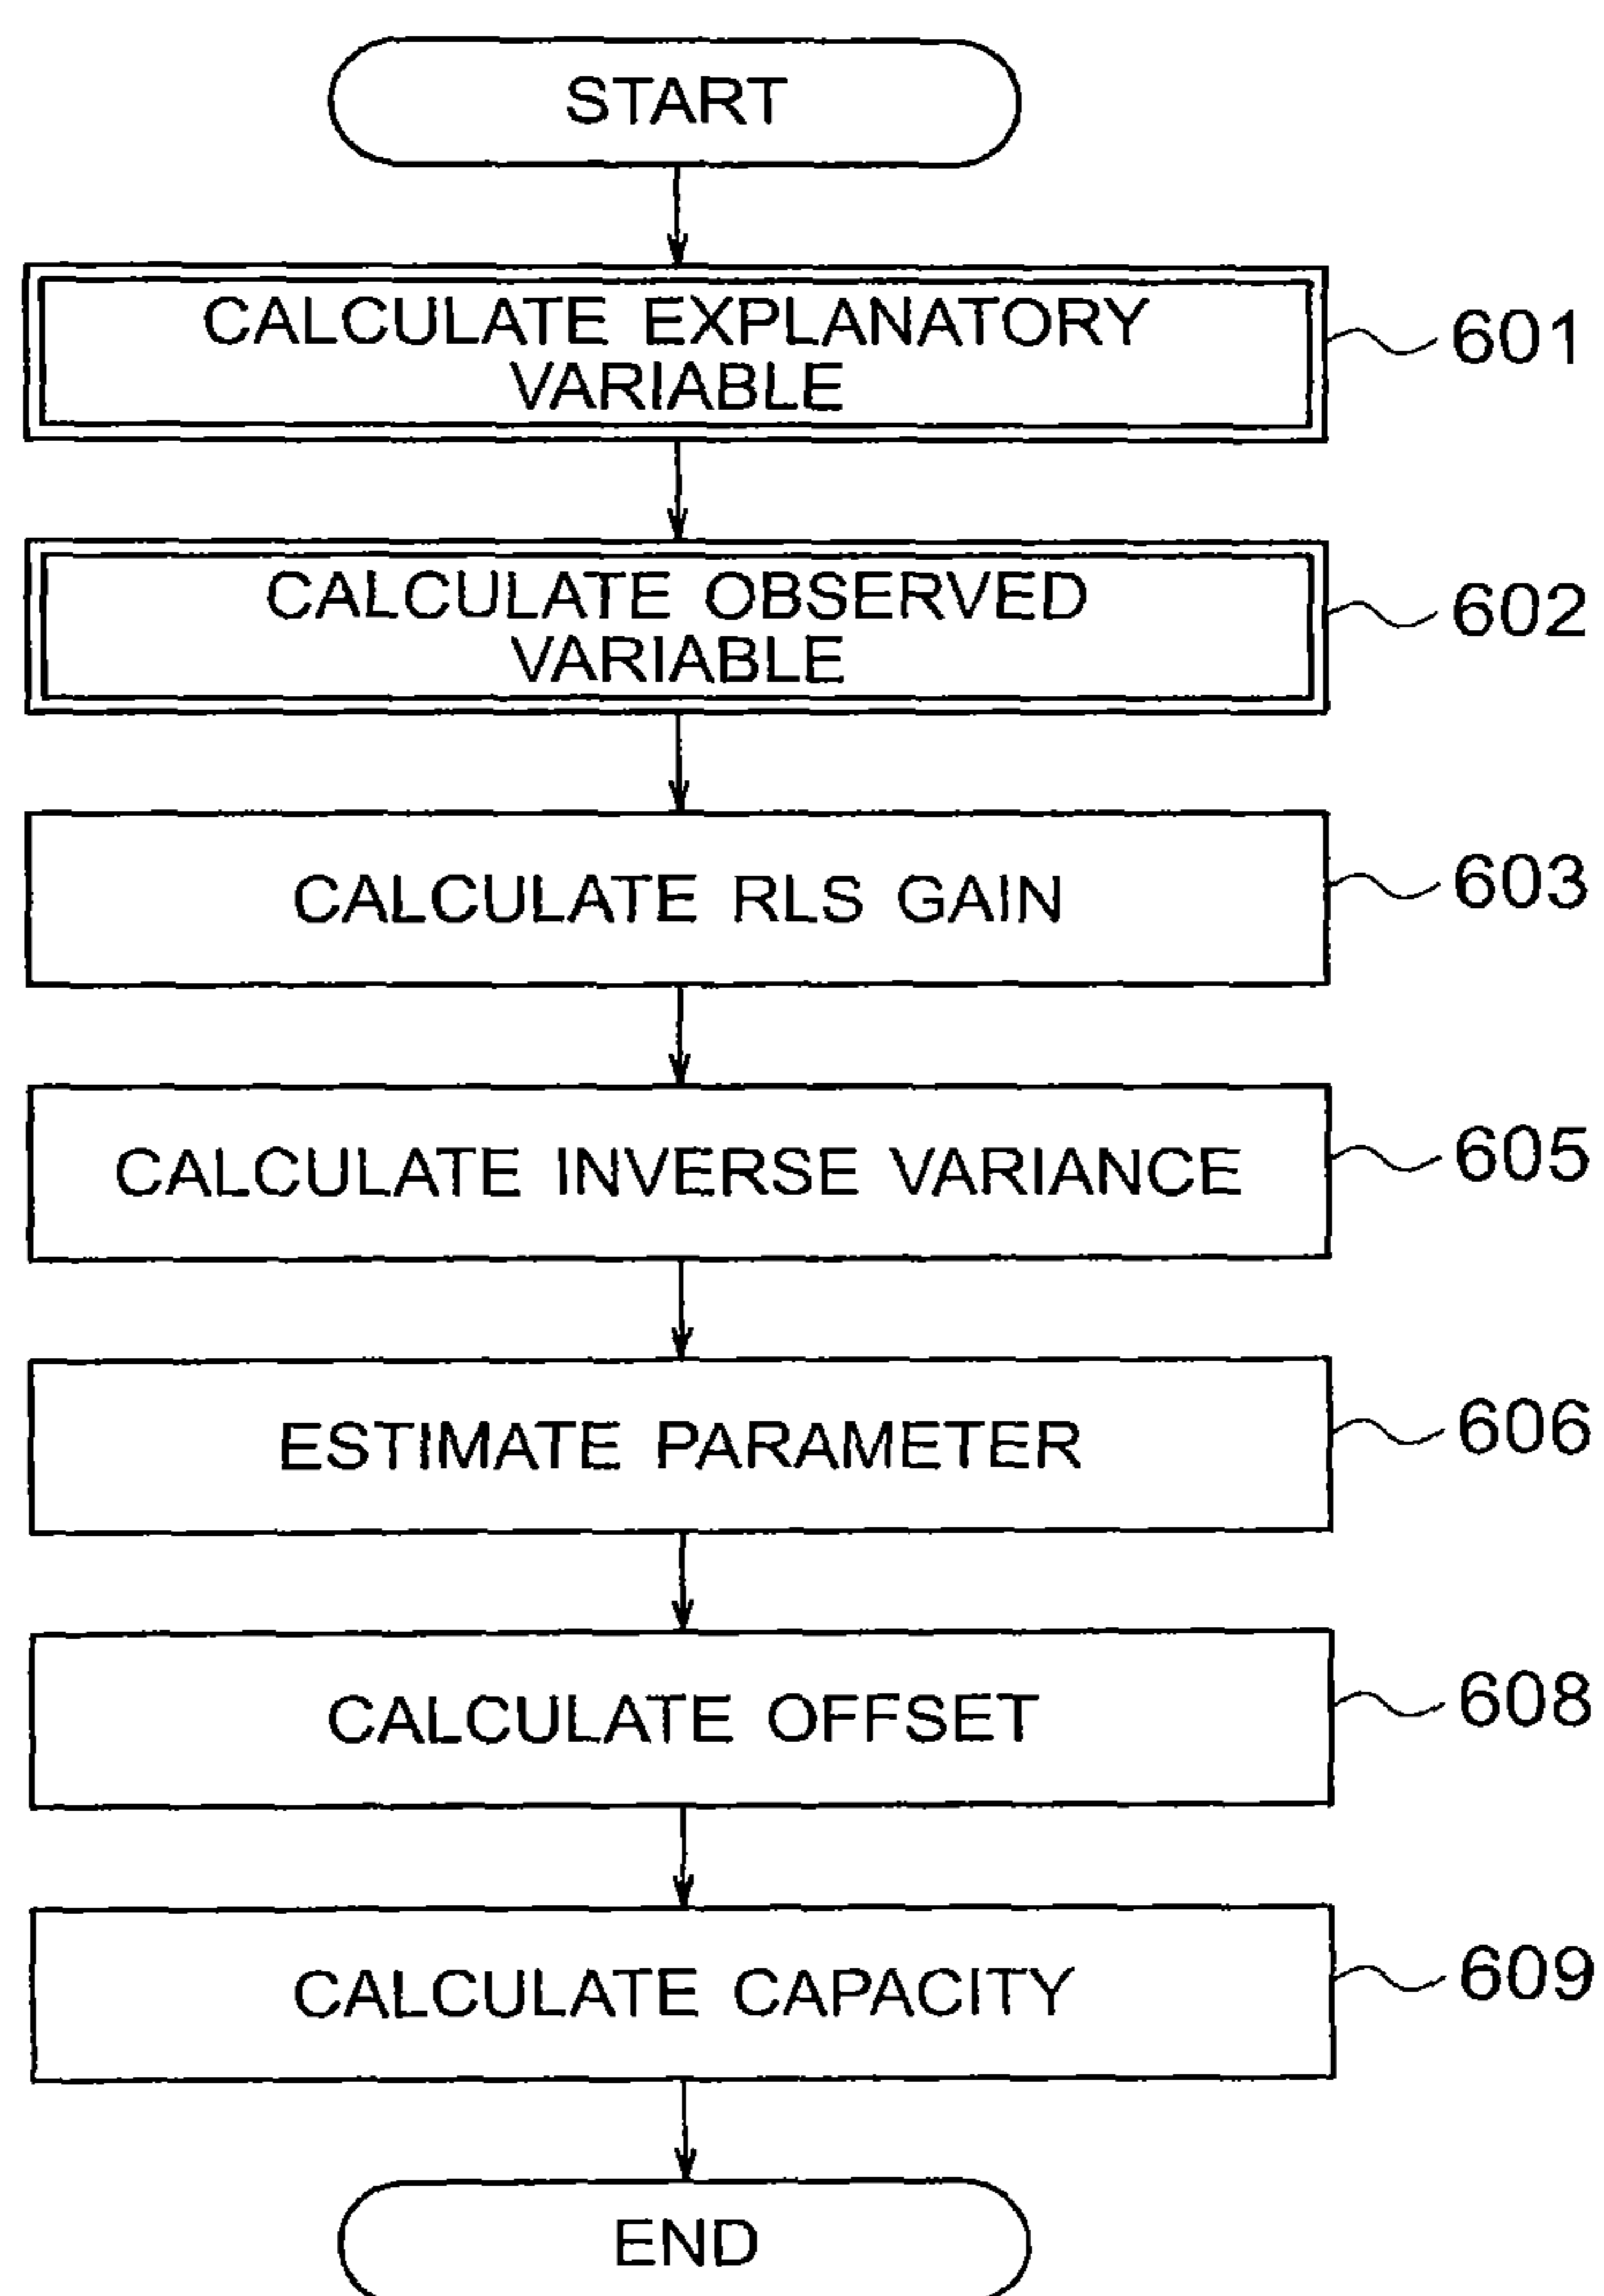 START
CALCULATE EXPLANATORY
VARIABLE
601
CALCULATE OBSERVED
VARIABLE
602
CALCULATE RLS GAIN
603
CALCULATE INVERSE VARIANCE
605
ESTIMATE PARAMETER
606
CALCULATE OFFSET
608
CALCULATE CAPACITY
609
END